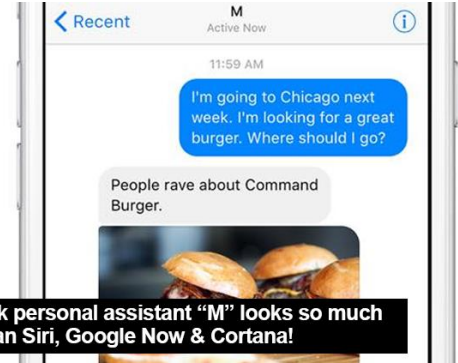 Recent
M
Active Now
11:59 AM
I'm going to Chicago next
week. I'm looking for a great
burger. Where should I go?
People rave about Command
Burger.
personal assistant “M” looks so much
Siri, Google Now & Cortana!